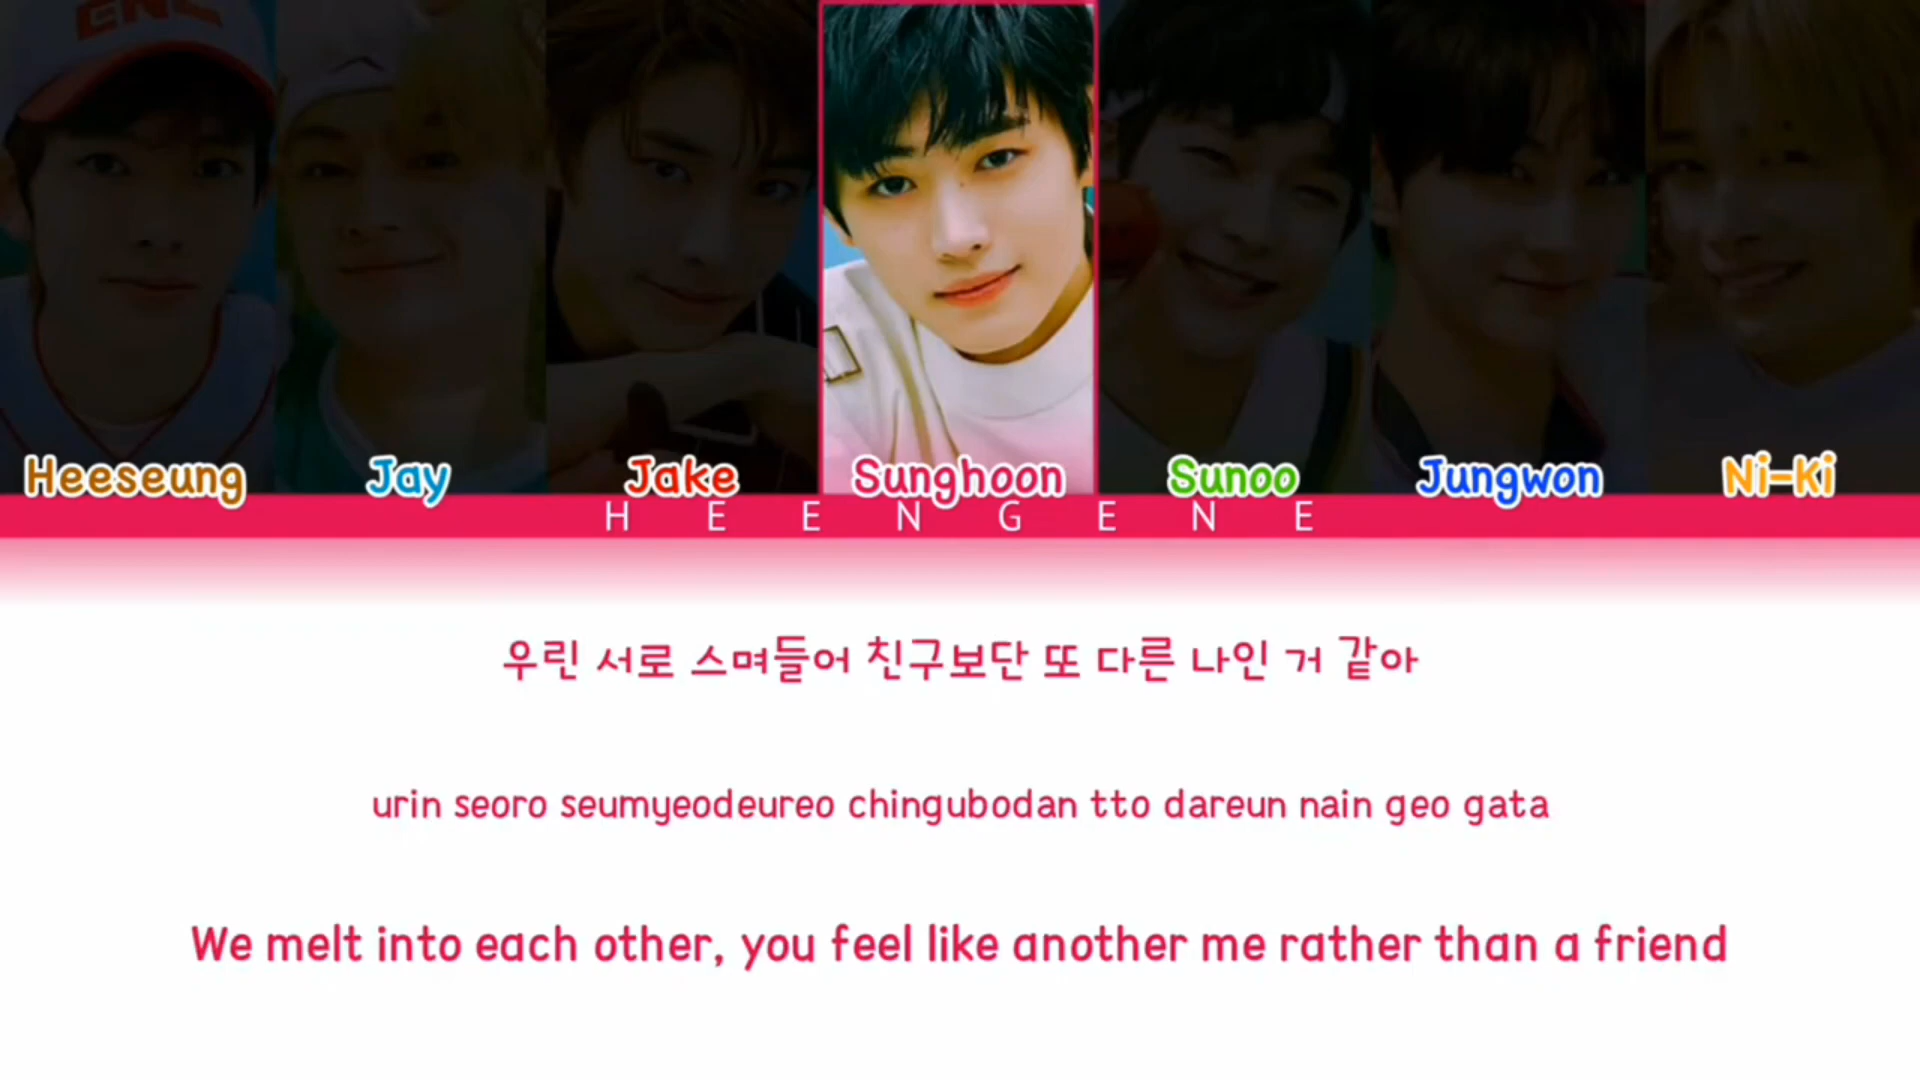 Heeseung Jay Jake Sunghoon Sunoo Jungwon Ni-Ki
HEENGENE
우린 서로 스며들어 친구보단 또 다른 나인 거 같아
urin seoro seumyeodeureo chingubodan tto dareun nain geo gata
We melt into each other, you feel like another me rather than a friend